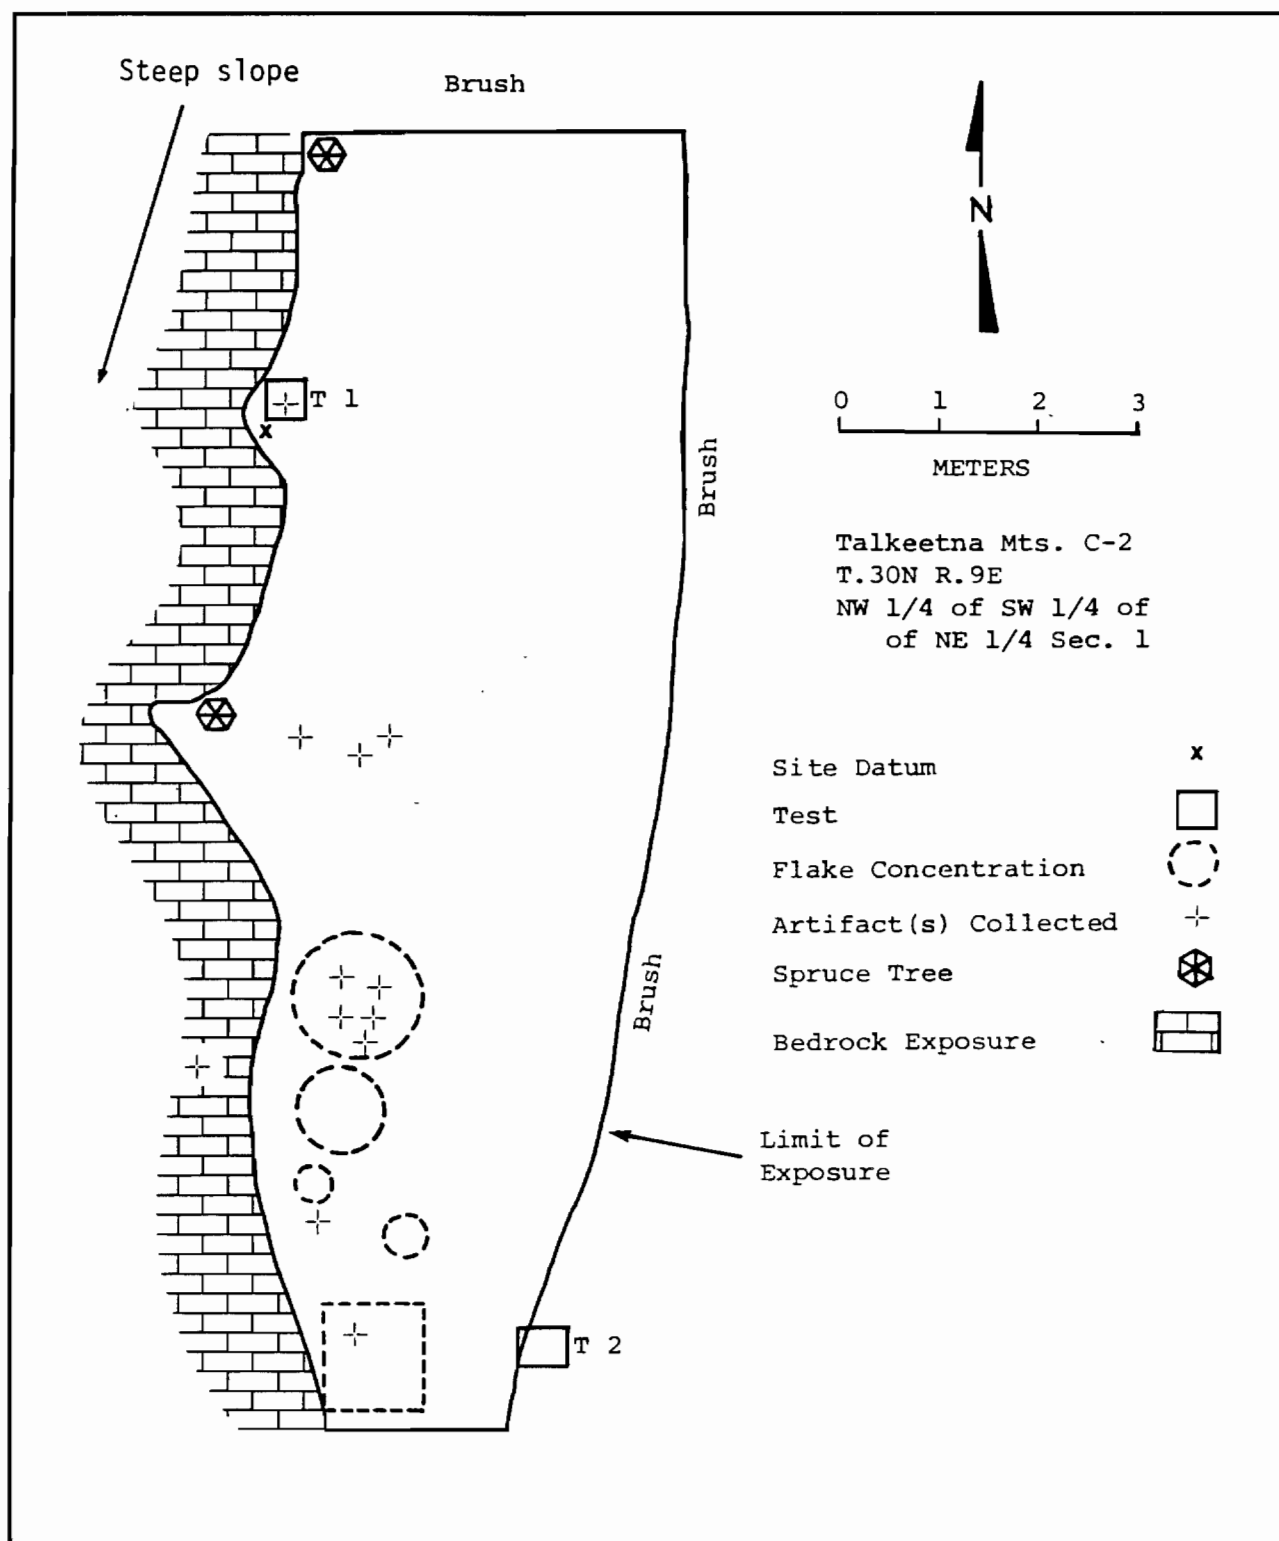 Steep slope
Brush
N
T 1
x
0 1 2 3
METERS
Brush
Talkeetna Mts. C-2
T.30N R.9E
NW 1/4 of SW 1/4 of
of NE 1/4 Sec. 1
Site Datum x
Test
Flake Concentration
Artifact(s) Collected
Spruce Tree
Bedrock Exposure
Brush
Limit of
Exposure
T 2